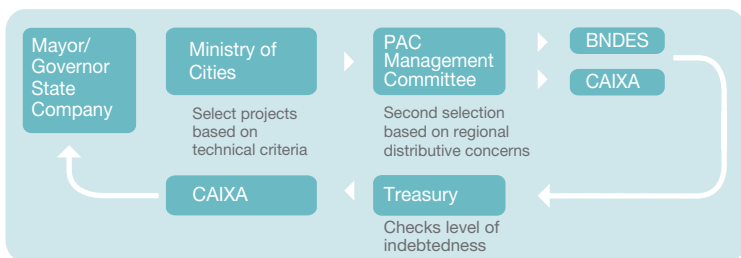 Mayor/
Governor
State
Company
Ministry of
Cities
Select projects
based on
technical criteria
PAC
Management
Committee
Second selection
based on regional
distributive concerns
BNDES
CAIXA
Treasury
Checks level of
indebtedness
CAIXA